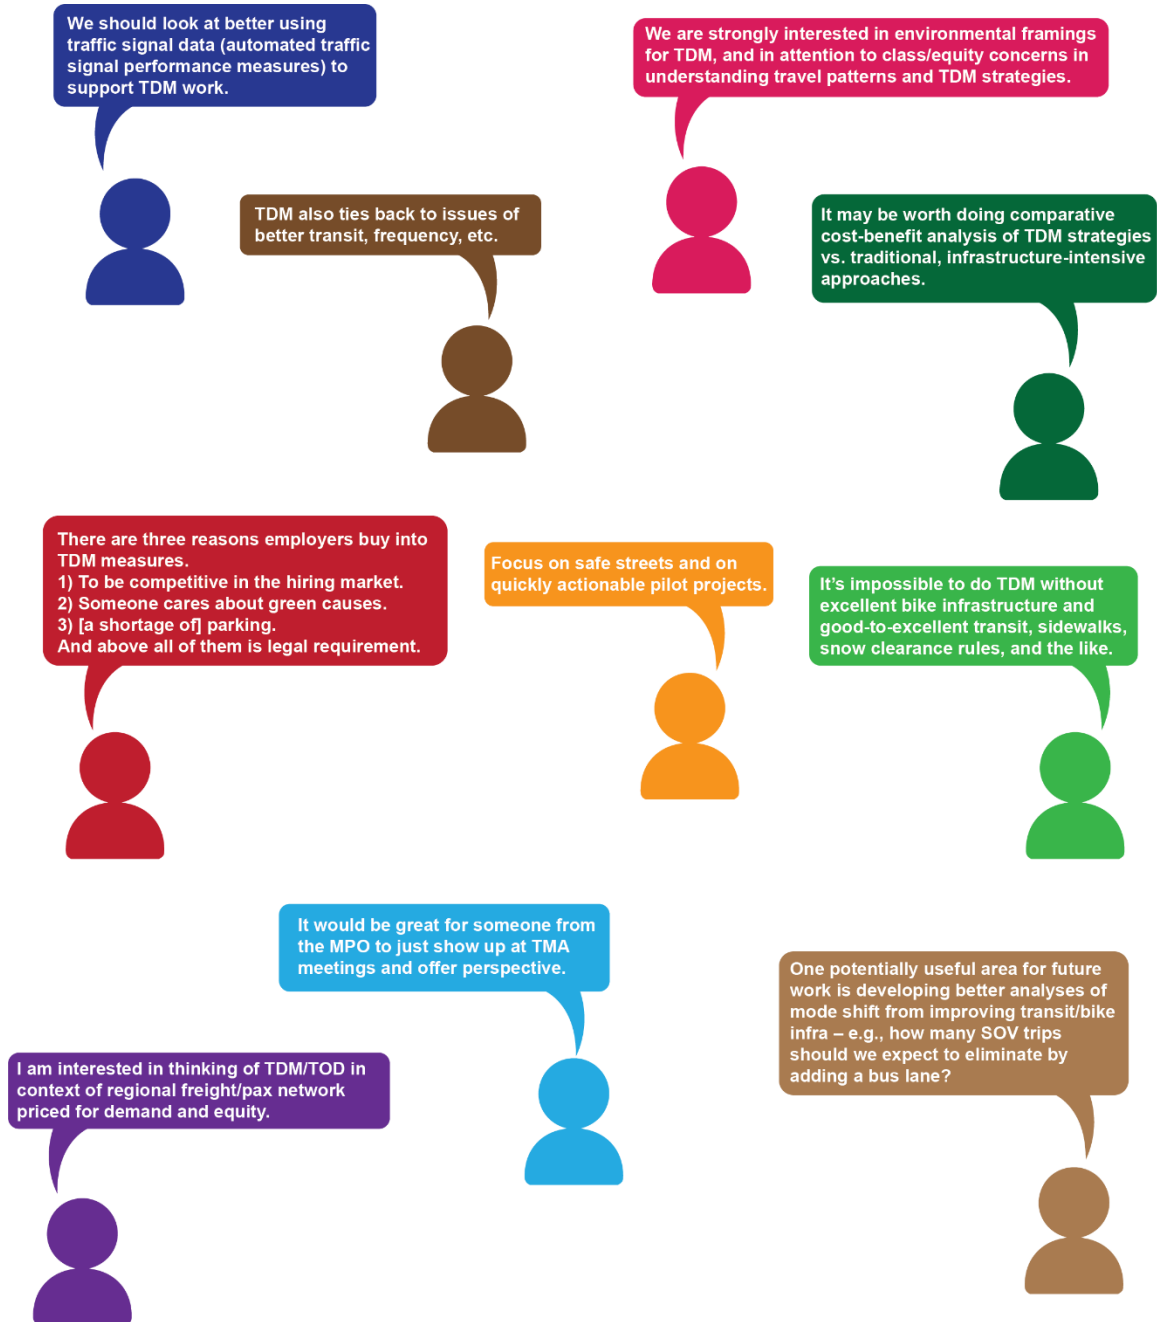 We should look at better using
traffic signal data (automated traffic
signal performance measures) to
support TDM work.
We are strongly interested in environmental framings
for TDM, and in attention to class/equity concerns in
understanding travel patterns and TDM strategies.
TDM also ties back to issues of
better transit, frequency, etc.
It may be worth doing comparative
cost-benefit analysis of TDM strategies
vs. traditional, infrastructure-intensive
approaches.
There are three reasons employers buy into
TDM measures.
1) To be competitive in the hiring market.
2) Someone cares about green causes.
3) [a shortage of] parking.
And above all of them is legal requirement.
Focus on safe streets and on
quickly actionable pilot projects.
It’s impossible to do TDM without
excellent bike infrastructure and
good-to-excellent transit, sidewalks,
snow clearance rules, and the like.
It would be great for someone from
the MPO to just show up at TMA
meetings and offer perspective.
One potentially useful area for future
work is developing better analyses of
mode shift from improving transit/bike
infra – e.g., how many SOV trips
should we expect to eliminate by
adding a bus lane?
I am interested in thinking of TDM/TOD in
context of regional freight/pax network
priced for demand and equity.